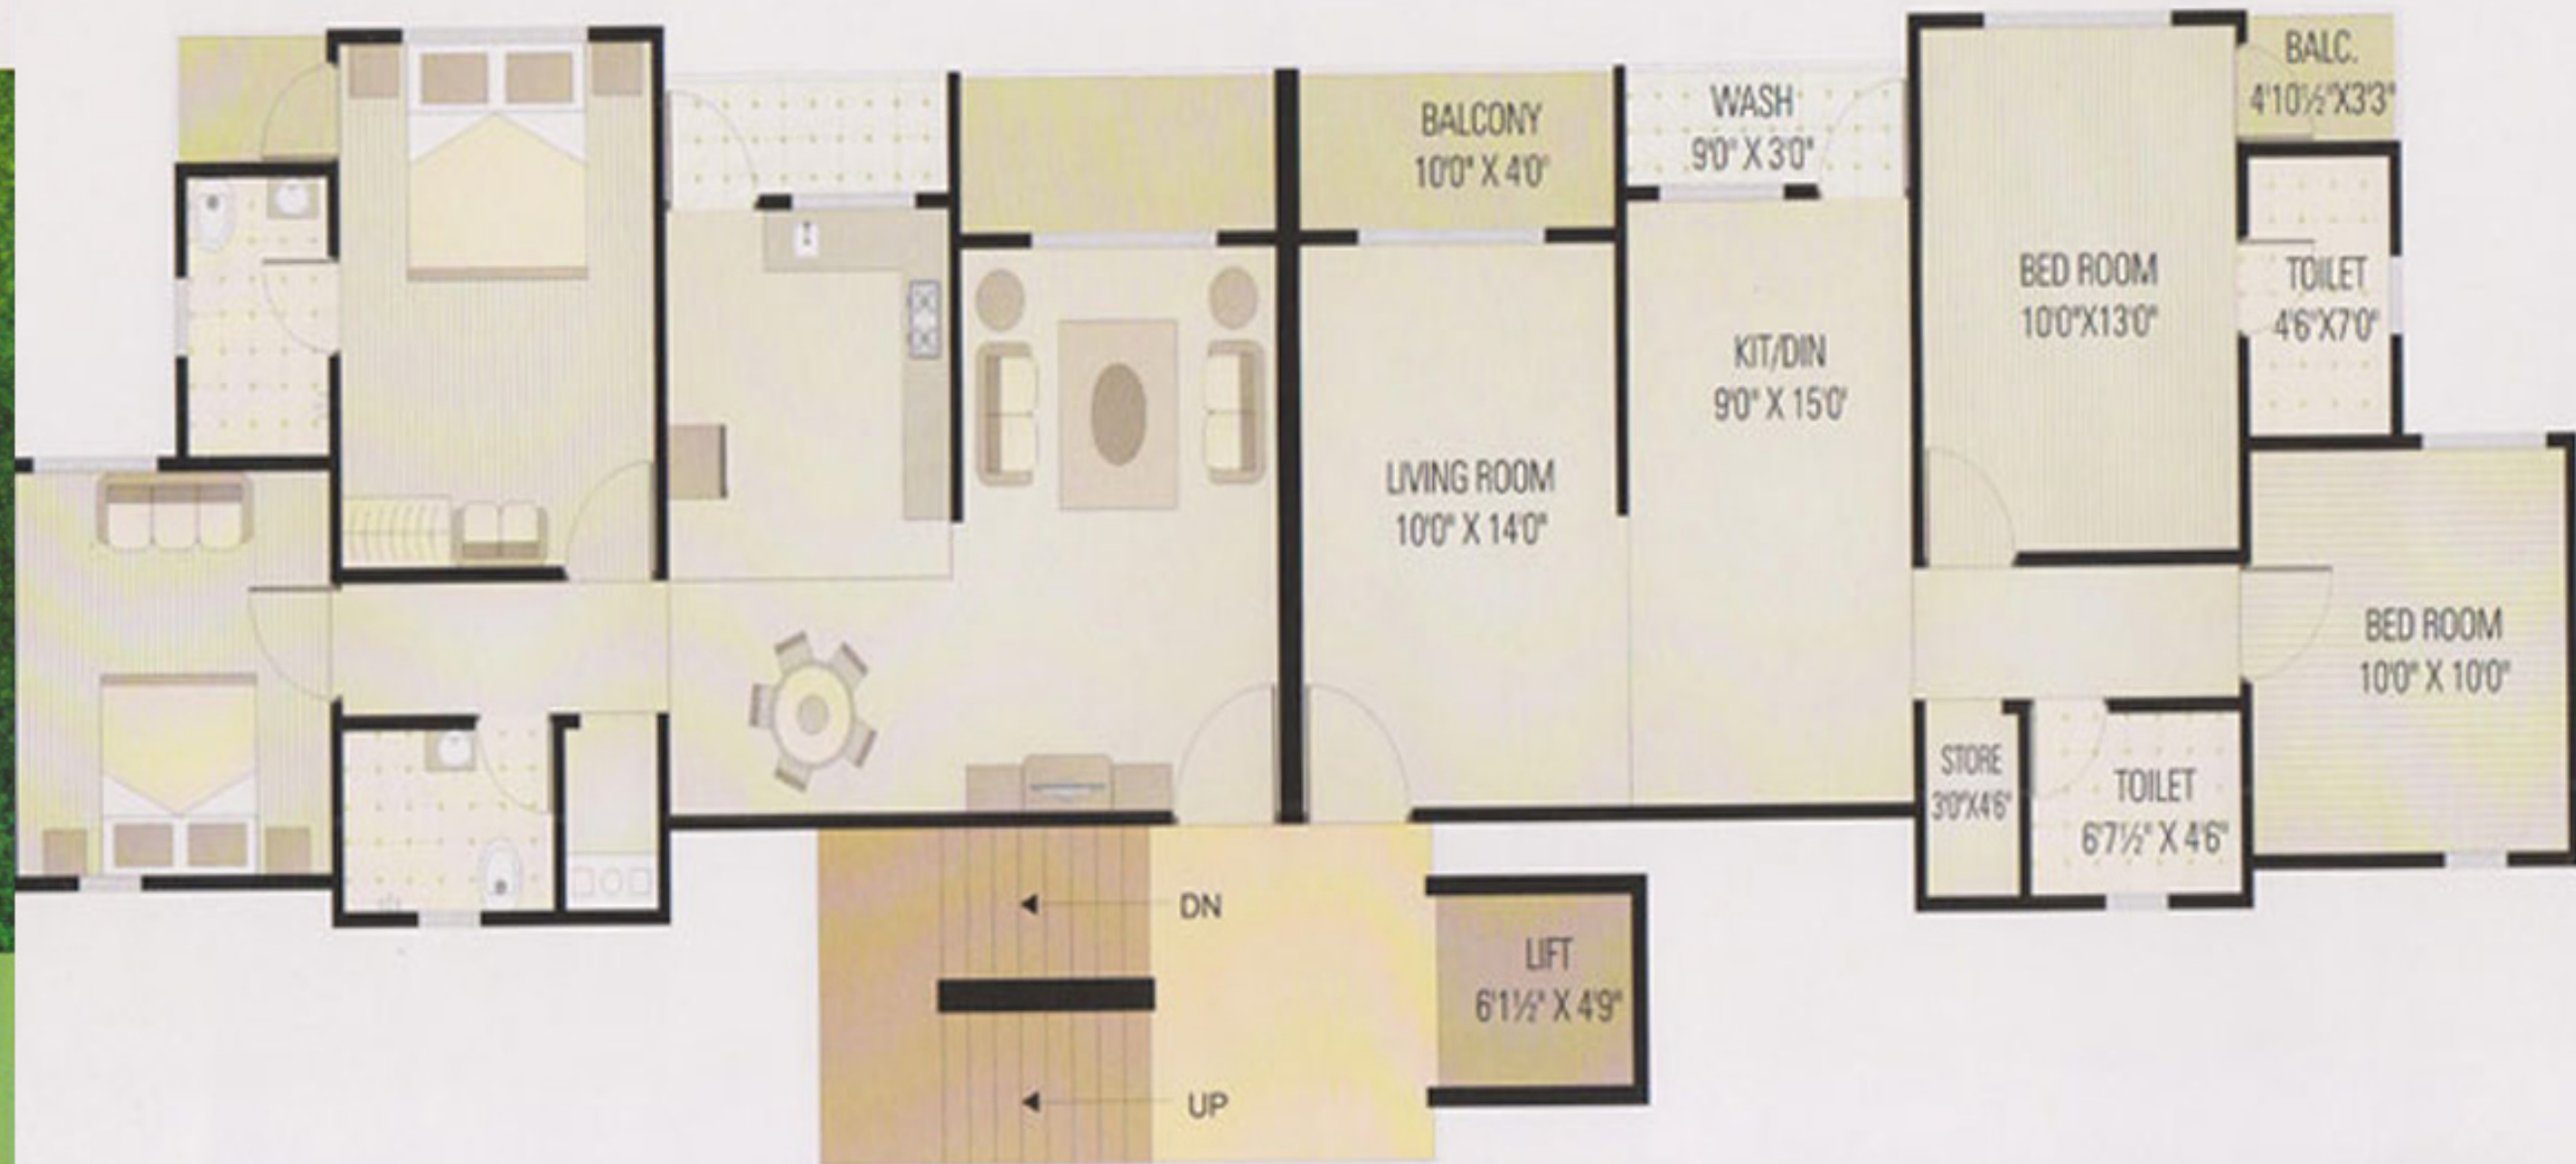 BALC.
4'10½"X3'3"
BALCONY
10'0" X 4'0"
WASH
9'0" X 3'0"
BED ROOM
10'0"X13'0"
TOILET
4'6"X7'0"
KIT/DIN
9'0" X 15'0"
LIVING ROOM
10'0" X 14'0"
BED ROOM
10'0" X 10'0"
STORE
3'0"X4'6"
TOILET
6'7½" X 4'6"
DN
LIFT
6'1½" X 4'9"
UP